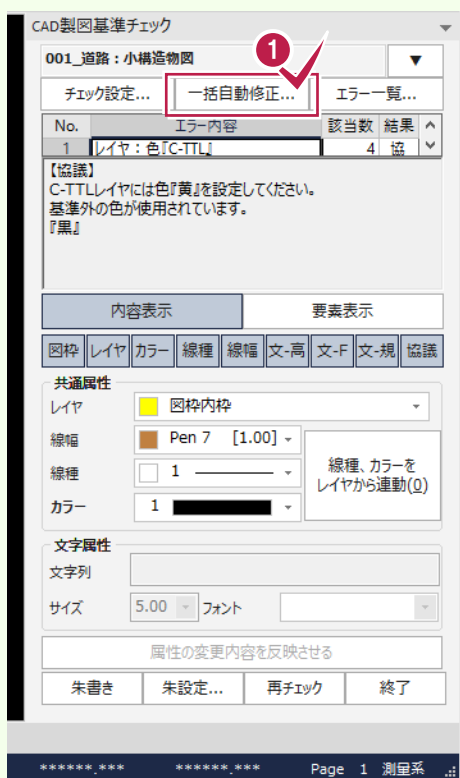 CAD製図基準チェック
001_道路：小構造物図 ▼
1
チェック設定... 一括自動修正... エラー一覧...
No. エラー内容 該当数 結果
1 レイヤ：色『C-TTL』 4 協
【協議】
C-TTLレイヤには色『黄』を設定してください。
基準外の色が使用されています。
『黒』
内容表示 要素表示
図枠 レイヤ カラー 線種 線幅 文-高 文-F 文-規 協議
共通属性
レイヤ 図枠内枠
線幅 Pen 7 [1.00]
線種 1
カラー 1
線種、カラーを
レイヤから連動(0)
文字属性
文字列
サイズ 5.00 フォント
属性の変更内容を反映させる
朱書き 朱設定... 再チェック 終了
******.*** ******.*** Page 1 測量系